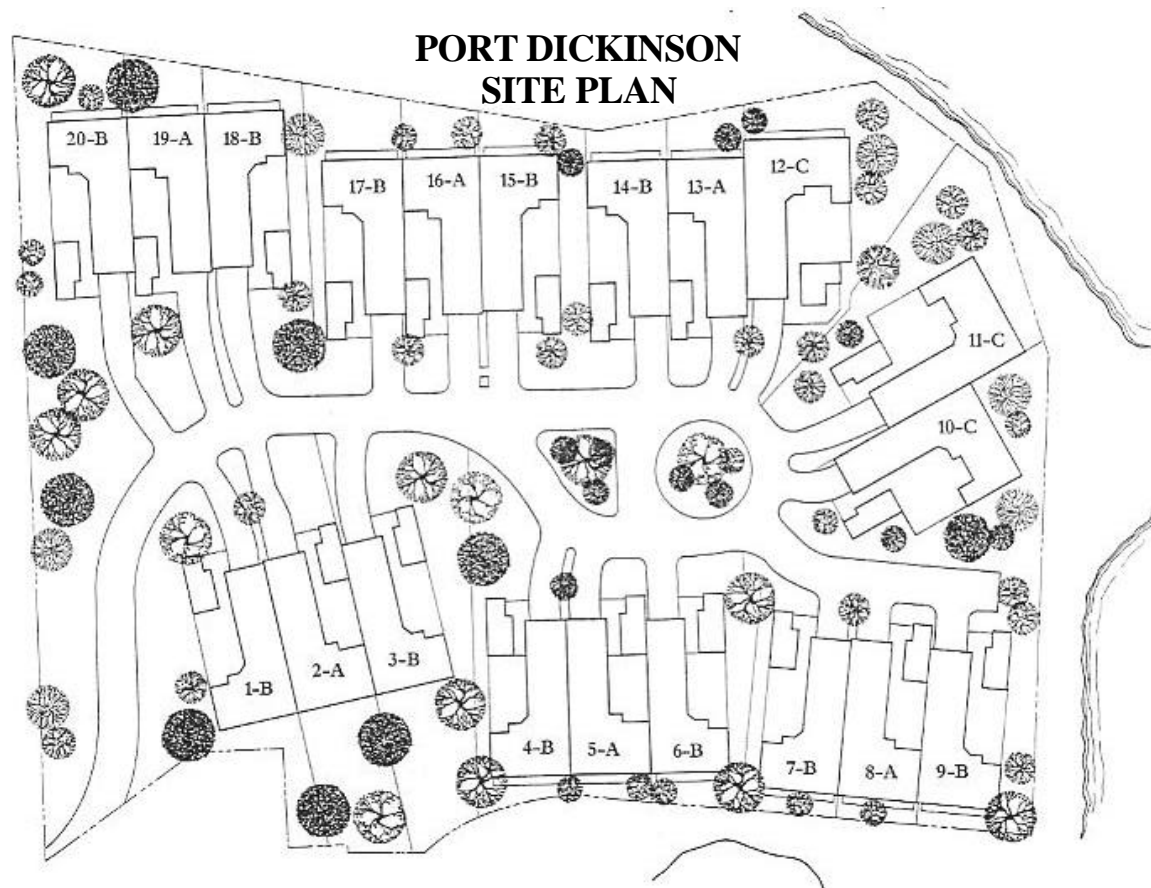 PORT DICKINSON
SITE PLAN
20-B
19-A
18-B
17-B
16-A
15-B
14-B
13-A
12-C
11-C
10-C
1-B
2-A
3-B
4-B
5-A
6-B
7-B
8-A
9-B